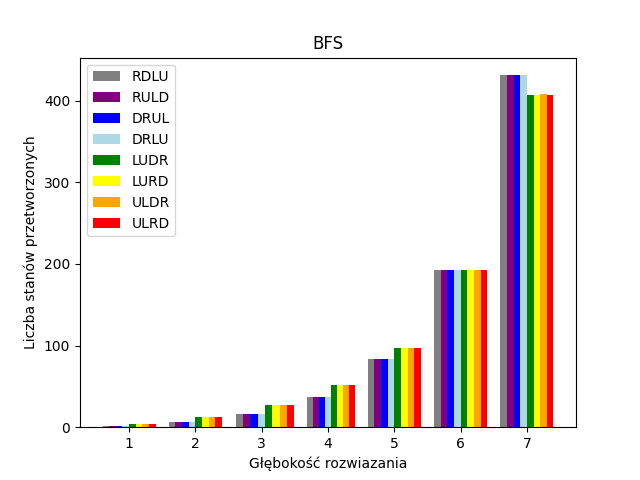 BFS
Liczba stanów przetworzonych
400
300
200
100
0
RDLU
RULD
DRUL
DRLU
LUDR
LURD
ULDR
ULRD
1 2 3 4 5 6 7
Głębokość rozwiazania